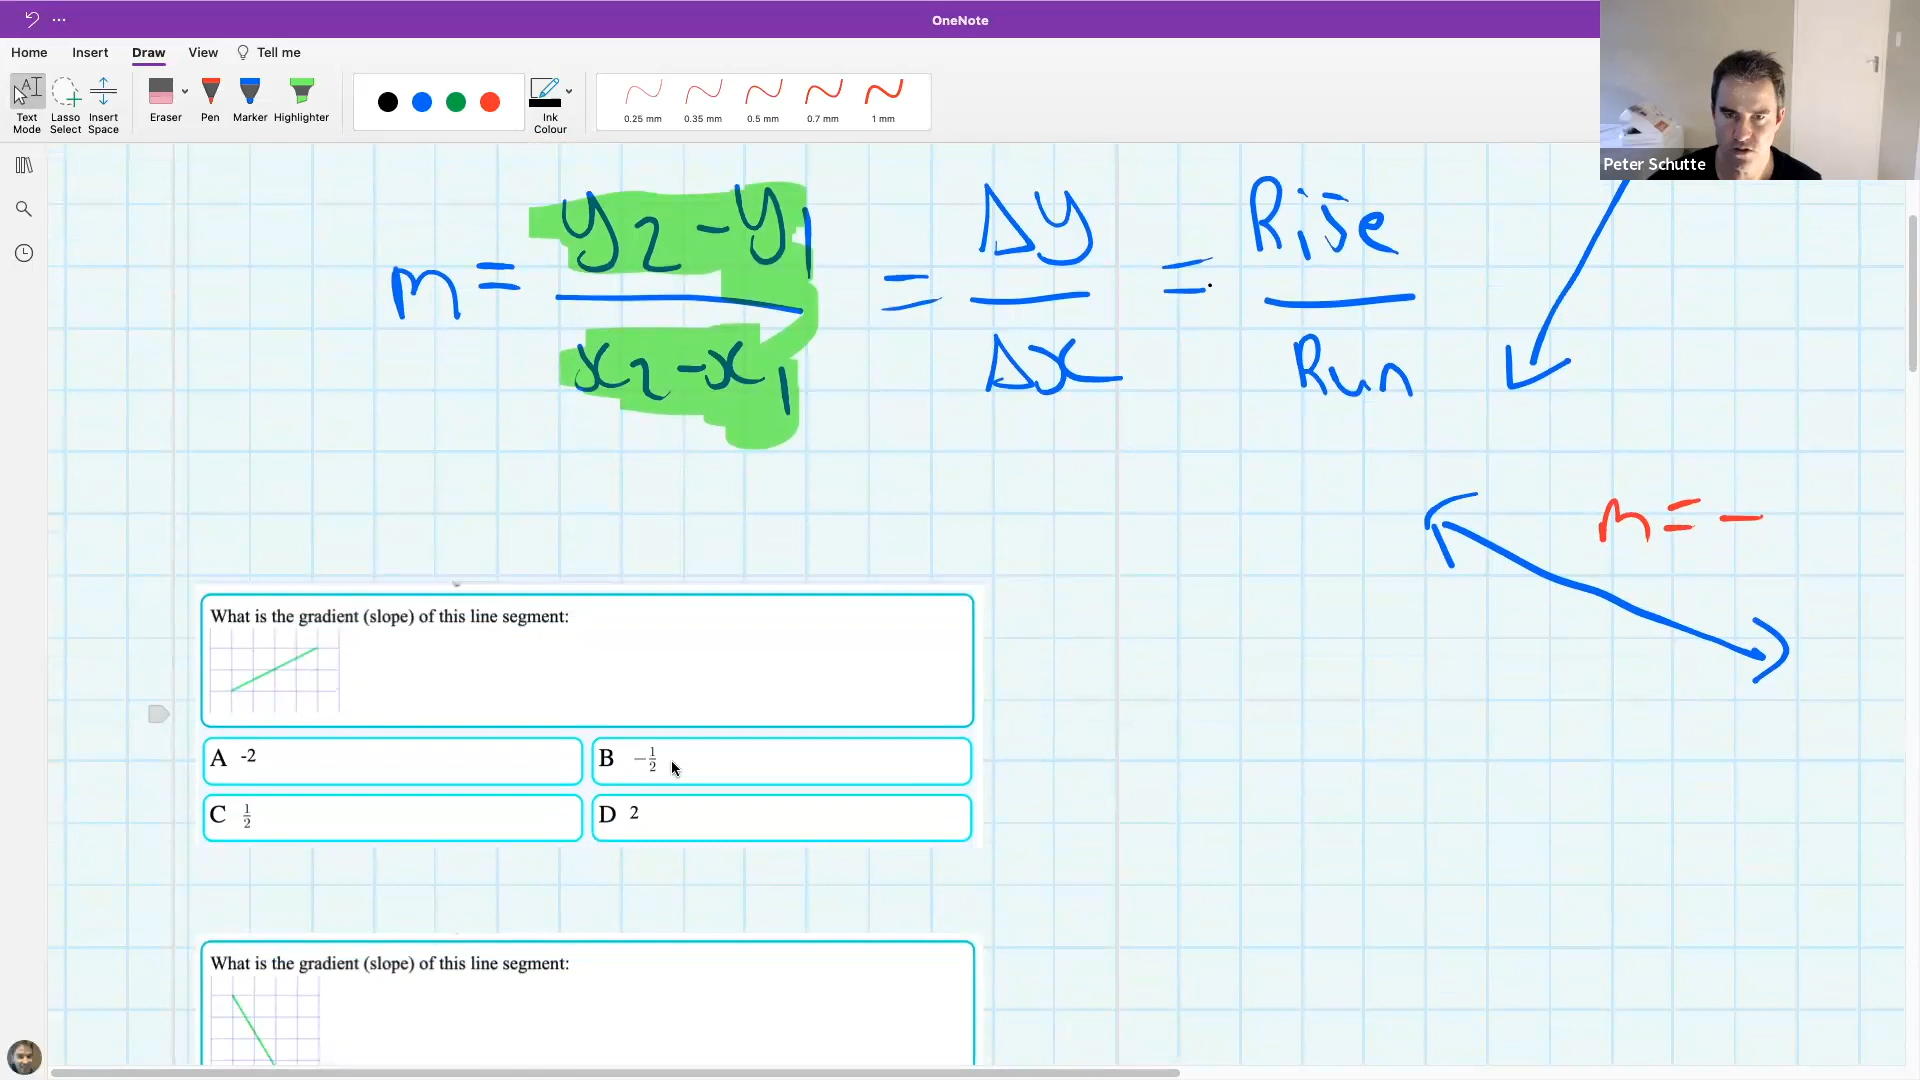 OneNote
Home Insert Draw View Tell me
Text Mode
Lasso Select
Insert Space
Eraser
Pen
Marker
Highlighter
Ink Colour
0.25 mm 0.35 mm 0.5 mm 0.7 mm 1 mm
Peter Schutte
m = y2 - y1 / x2 - x1 = Δy / Δx = Rise / Run
m = -
What is the gradient (slope) of this line segment:
A -2
B -1/2
C 1/2
D 2
What is the gradient (slope) of this line segment: